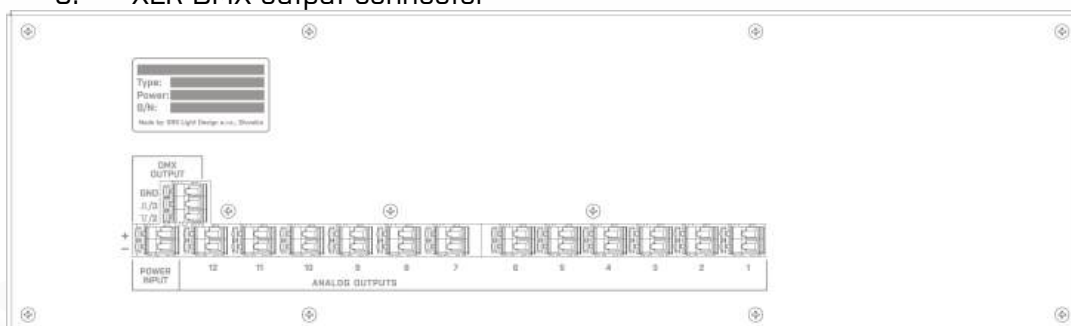 XLR DMX output connector
Type:
Power:
S/N:
DMX
OUTPUT
GND
+
-
POWER
INPUT
12 11 10 9 8 7 6 5 4 3 2 1
ANALOG OUTPUTS